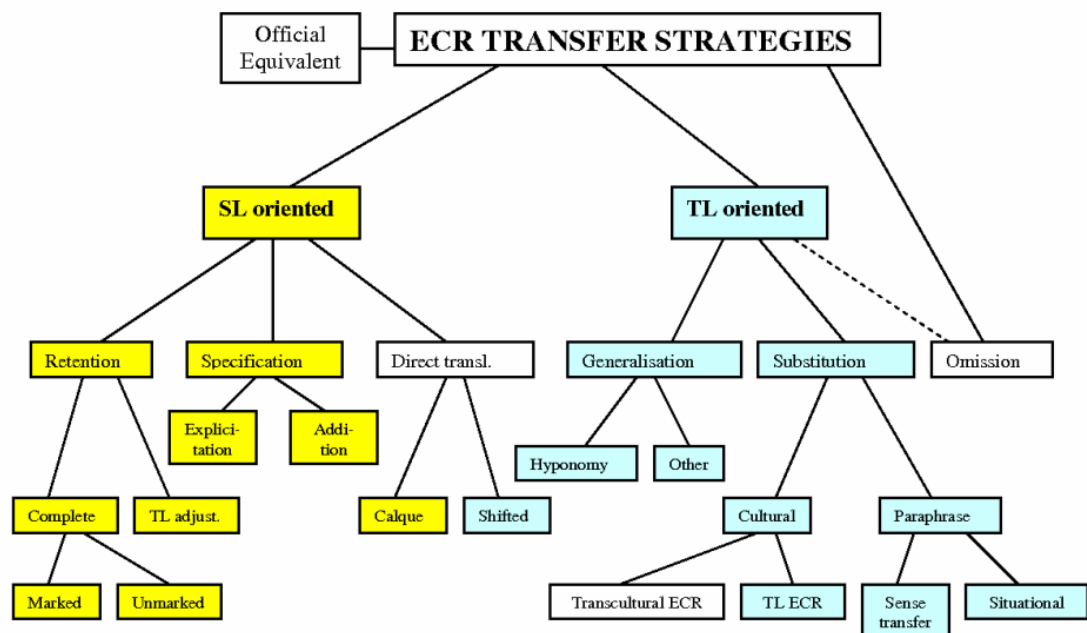 Official
Equivalent
ECR TRANSFER STRATEGIES
SL oriented
TL oriented
Retention
Specification
Direct transl.
Generalisation
Substitution
Omission
Explici-
tation
Addi-
tion
Hyponomy
Other
Complete
TL adjust.
Calque
Shifted
Cultural
Paraphrase
Marked
Unmarked
Transcultural ECR
TL ECR
Sense
transfer
Situational